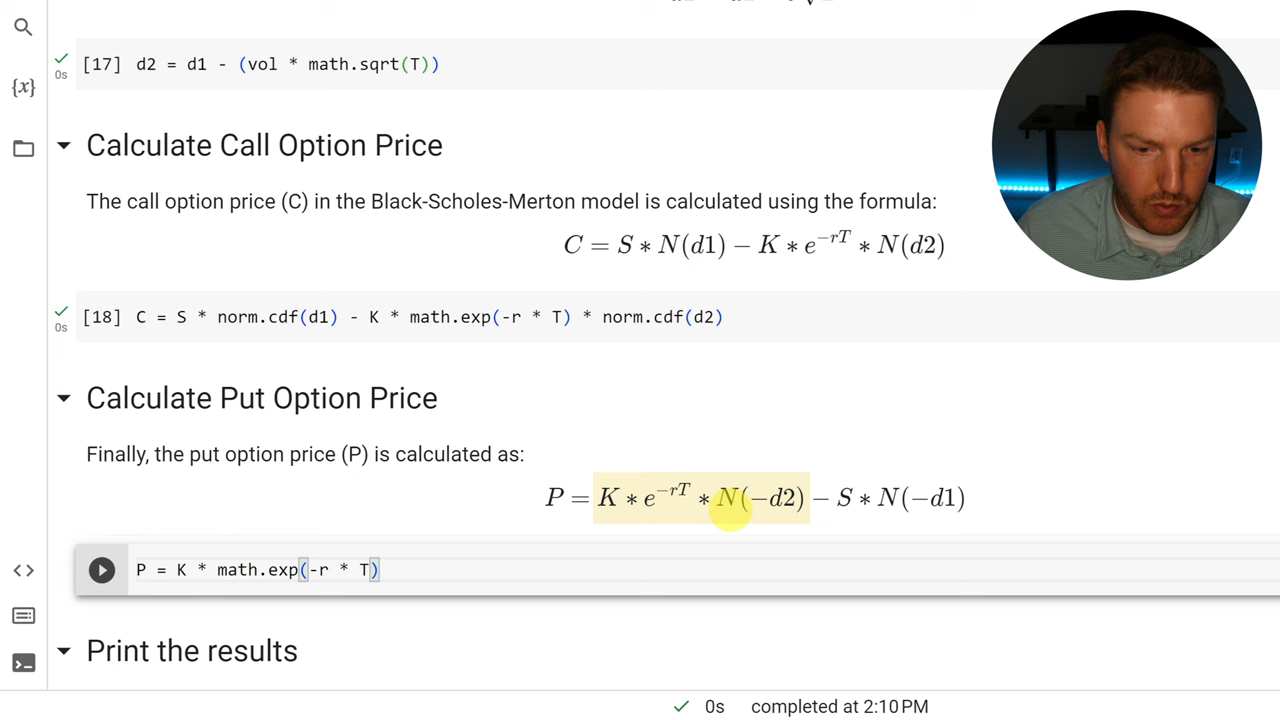 [17] d2 = d1 - (vol * math.sqrt(T))
0s
Calculate Call Option Price
The call option price (C) in the Black-Scholes-Merton model is calculated using the formula:
C = S ∗ N(d1) − K ∗ e^{−rT} ∗ N(d2)
[18] C = S * norm.cdf(d1) - K * math.exp(-r * T) * norm.cdf(d2)
0s
Calculate Put Option Price
Finally, the put option price (P) is calculated as:
P = K ∗ e^{−rT} ∗ N(−d2) − S ∗ N(−d1)
P = K * math.exp(-r * T)
Print the results
0s completed at 2:10 PM
{x}